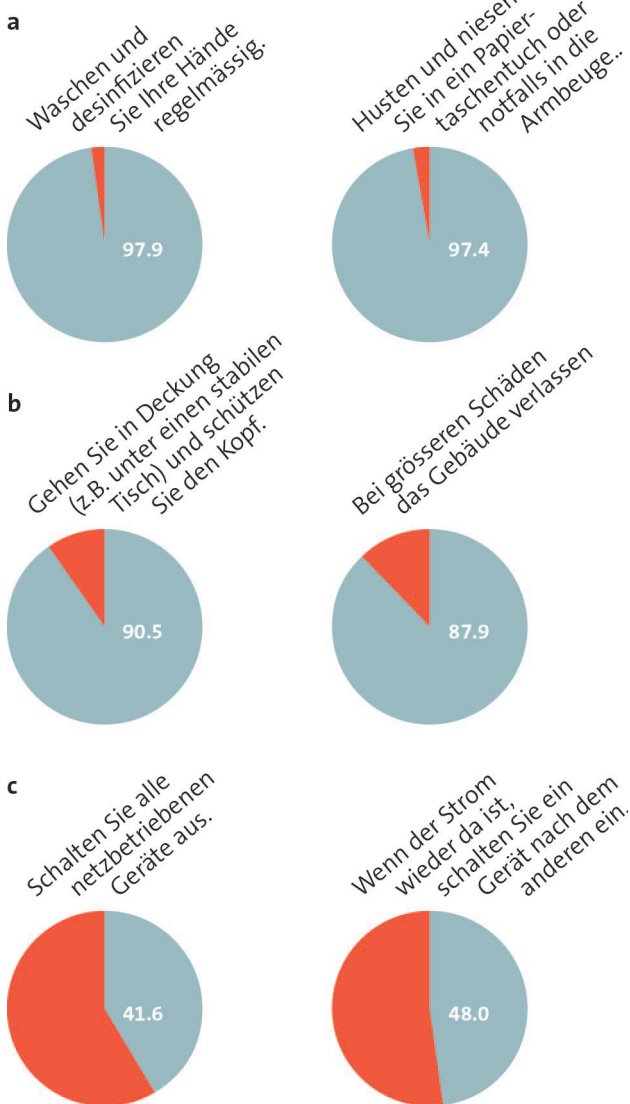 a
Waschen und
desinfizieren
Sie Ihre Hände
regelmässig.
Husten und niesen
Sie in ein Papier-
taschentuch oder
notfalls in die
Armbeuge..
97.9
97.4
b
Gehen Sie in Deckung
(z.B. unter einen stabilen
Tisch) und schützen
Sie den Kopf.
Bei grösseren Schäden
das Gebäude verlassen
90.5
87.9
c
Schalten Sie alle
netzbetriebenen
Geräte aus.
Wenn der Strom
wieder da ist,
schalten Sie ein
Gerät nach dem
anderen ein.
41.6
48.0